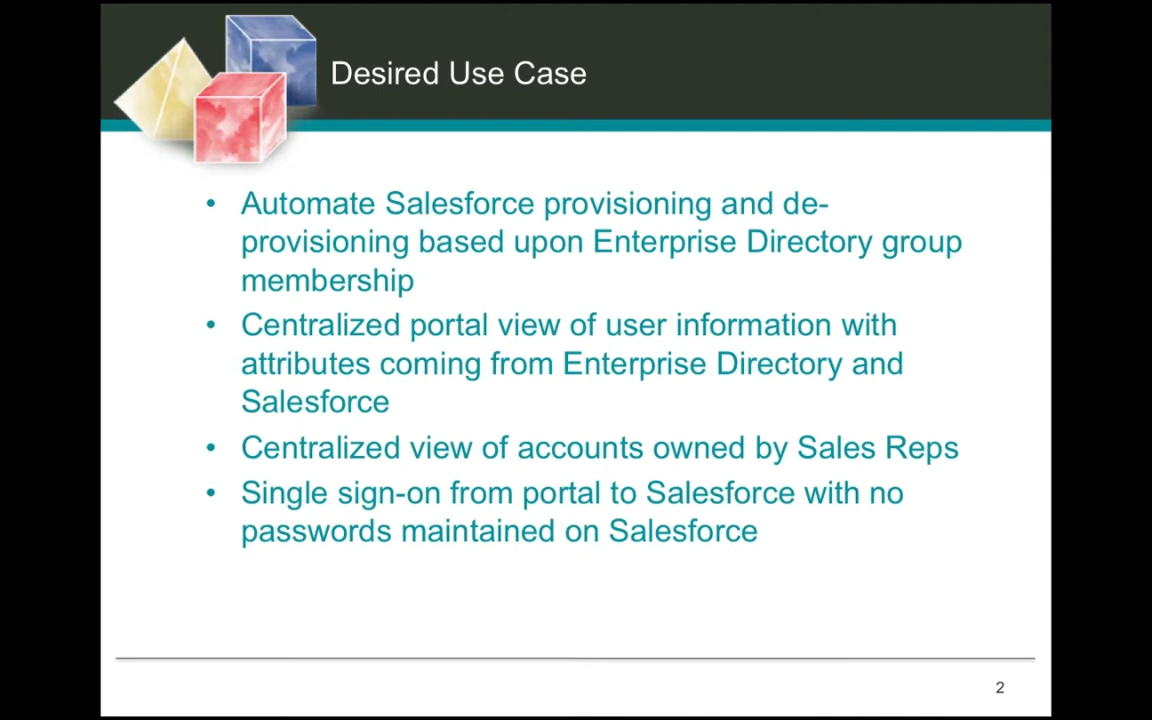 Desired Use Case
• Automate Salesforce provisioning and de-
provisioning based upon Enterprise Directory group
membership
• Centralized portal view of user information with
attributes coming from Enterprise Directory and
Salesforce
• Centralized view of accounts owned by Sales Reps
• Single sign-on from portal to Salesforce with no
passwords maintained on Salesforce
2